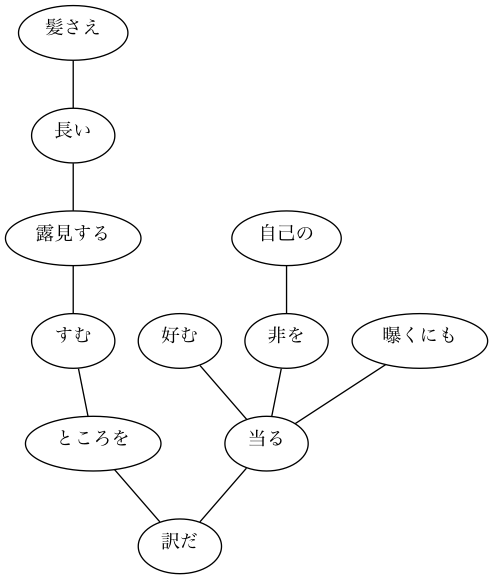 髪さえ
長い
露見する
自己の
すむ
好む
非を
曝くにも
ところを
当る
訳だ